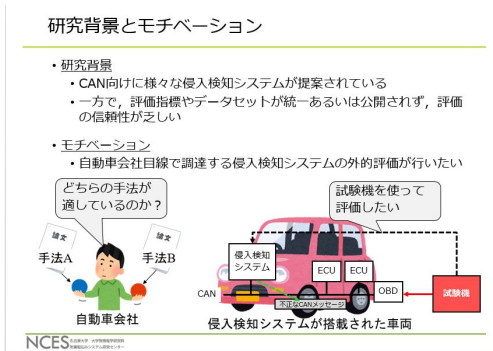 研究背景とモチベーション
• 研究背景
• CAN向けに様々な侵入検知システムが提案されている
• 一方で，評価指標やデータセットが統一あるいは公開されず，評価
の信頼性が乏しい
• モチベーション
• 自動車会社目線で調達する侵入検知システムの外的評価が行いたい
どちらの手法が
適しているのか？
試験機を使って
評価したい
論文
論文
手法A
手法B
自動車会社
侵入検知
システム
ECU
ECU
CAN
OBD
試験機
不正なCANメッセージ
侵入検知システムが搭載された車両
NCES